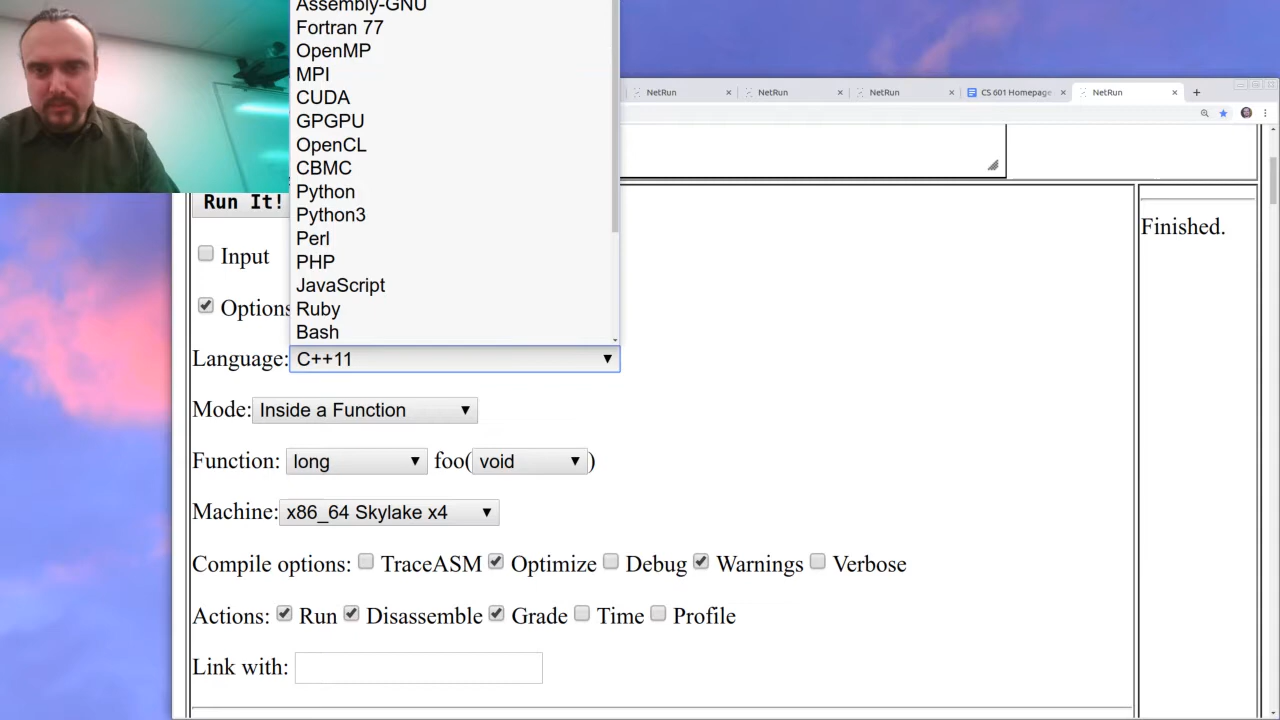 Assembly-GNU
Fortran 77
OpenMP
MPI
CUDA
GPGPU
OpenCL
CBMC
Python
Python3
Perl
PHP
JavaScript
Ruby
Bash
NetRun × NetRun × NetRun × CS 601 Homepage × NetRun × +
Run It!
Finished.
Input
Options
Language: C++11 ▼
Mode: Inside a Function ▼
Function: long ▼ foo( void ▼ )
Machine: x86_64 Skylake x4 ▼
Compile options: TraceASM Optimize Debug Warnings Verbose
Actions: Run Disassemble Grade Time Profile
Link with: